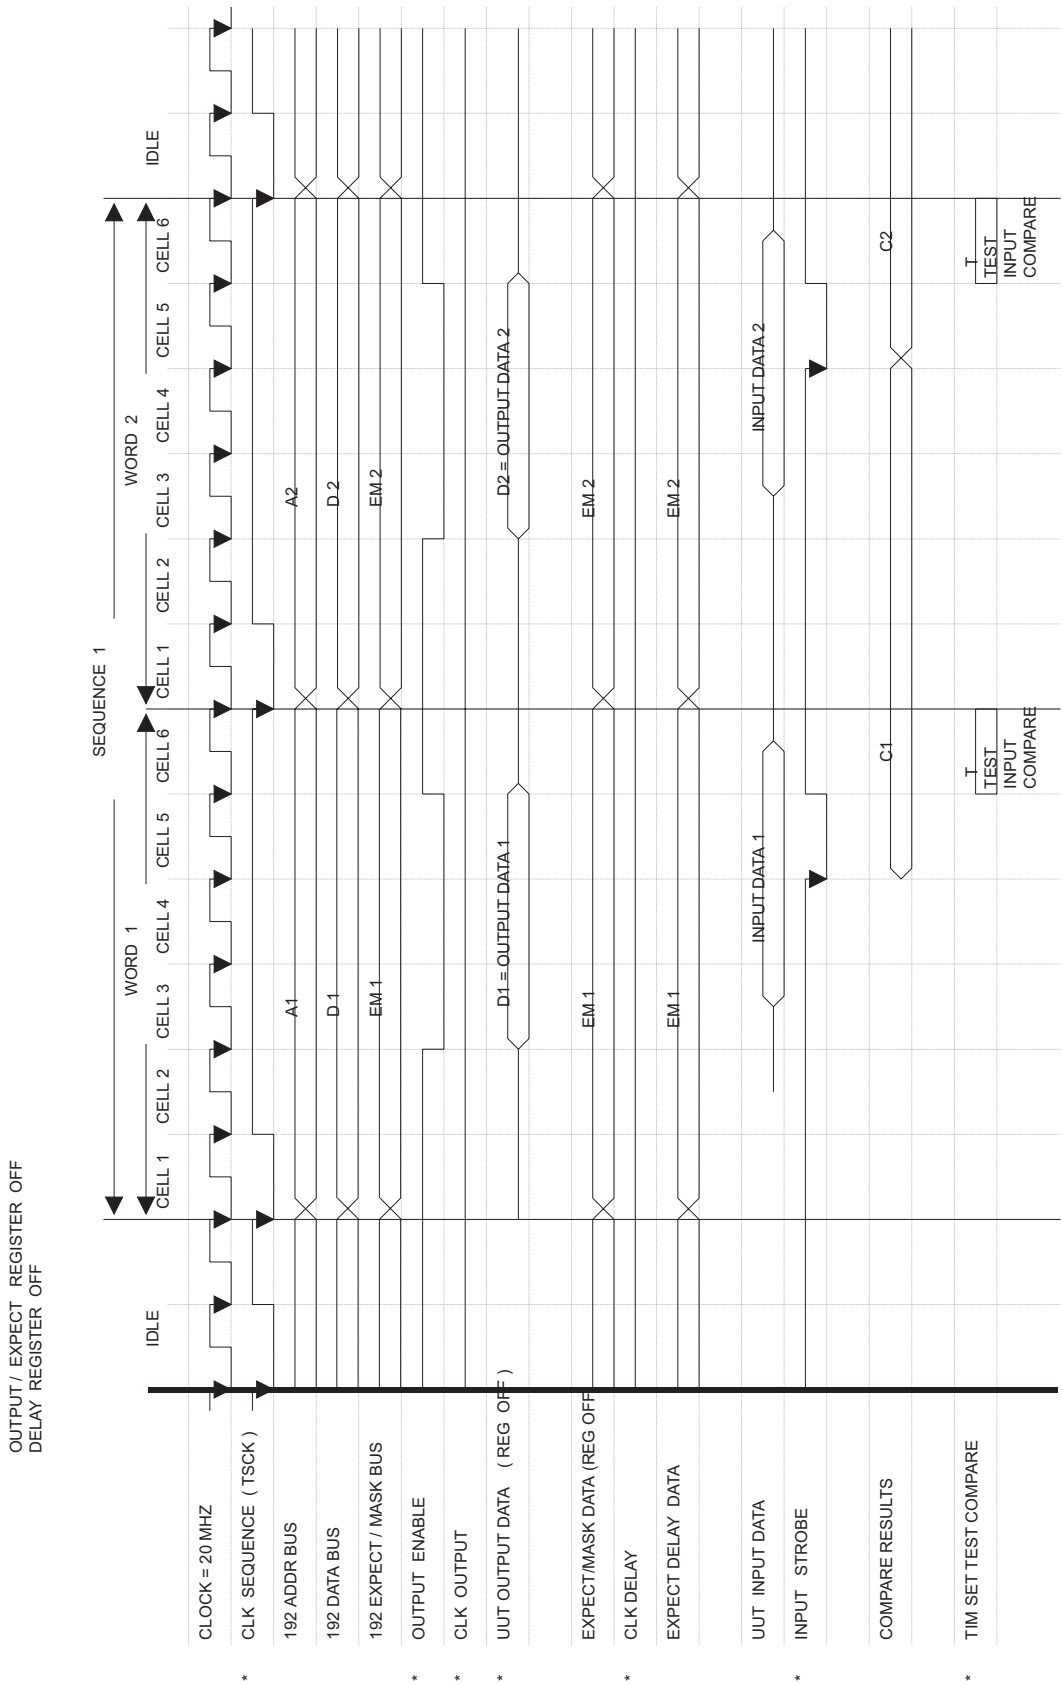 OUTPUT / EXPECT REGISTER OFF
DELAY REGISTER OFF
SEQUENCE 1
WORD 1
WORD 2
IDLE
CELL 1
CELL 2
CELL 3
CELL 4
CELL 5
CELL 6
CELL 1
CELL 2
CELL 3
CELL 4
CELL 5
CELL 6
IDLE
CLOCK = 20 MHZ
* CLK SEQUENCE ( TSCK )
192 ADDR BUS
A1
A2
192 DATA BUS
D 1
D 2
192 EXPECT / MASK BUS
EM 1
EM 2
* OUTPUT ENABLE
* CLK OUTPUT
* UUT OUTPUT DATA ( REG OFF )
D1 = OUTPUT DATA 1
D2 = OUTPUT DATA 2
EXPECT/MASK DATA (REG OFF
EM 1
EM 2
* CLK DELAY
EXPECT DELAY DATA
EM 1
EM 2
UUT INPUT DATA
INPUT DATA 1
INPUT DATA 2
* INPUT STROBE
COMPARE RESULTS
C1
C2
* TIM SET TEST COMPARE
T
TEST
INPUT
COMPARE
T
TEST
INPUT
COMPARE